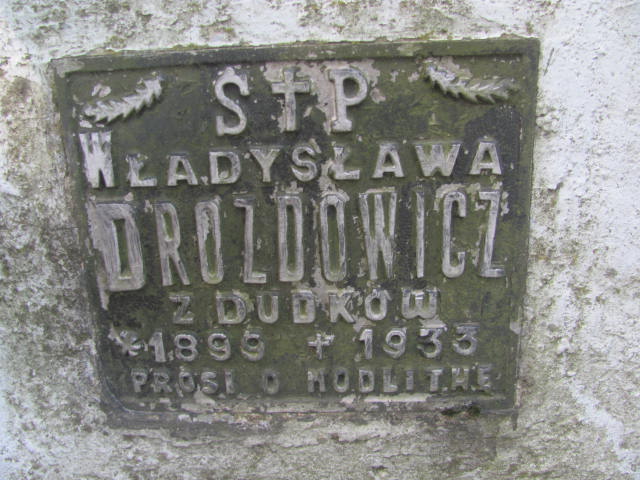 S † P
WŁADYSŁAWA
DROZDOWICZ
Z DUDKÓW
* 1899 † 1933
PROSI O MODLITWĘ